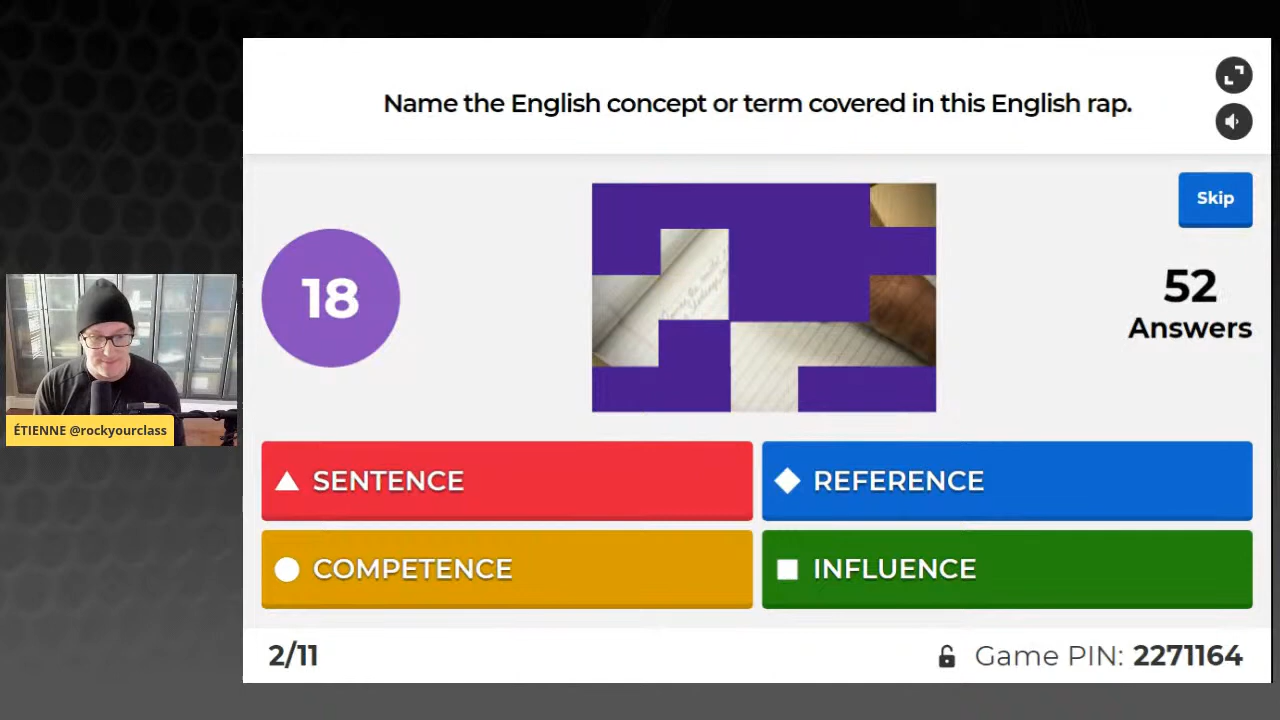 Name the English concept or term covered in this English rap.
Skip
18
52
Answers
ÉTIENNE @rockyourclass
SENTENCE
REFERENCE
COMPETENCE
INFLUENCE
2/11
Game PIN: 2271164